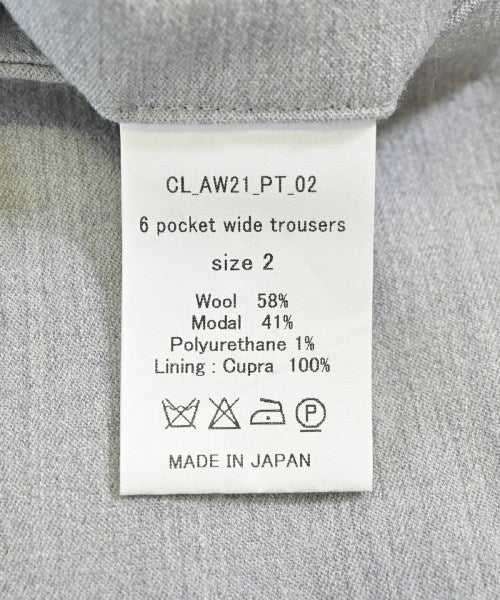 CL_AW21_PT_02
6 pocket wide trousers
size 2
Wool 58%
Modal 41%
Polyurethane 1%
Lining : Cupra 100%
P
MADE IN JAPAN